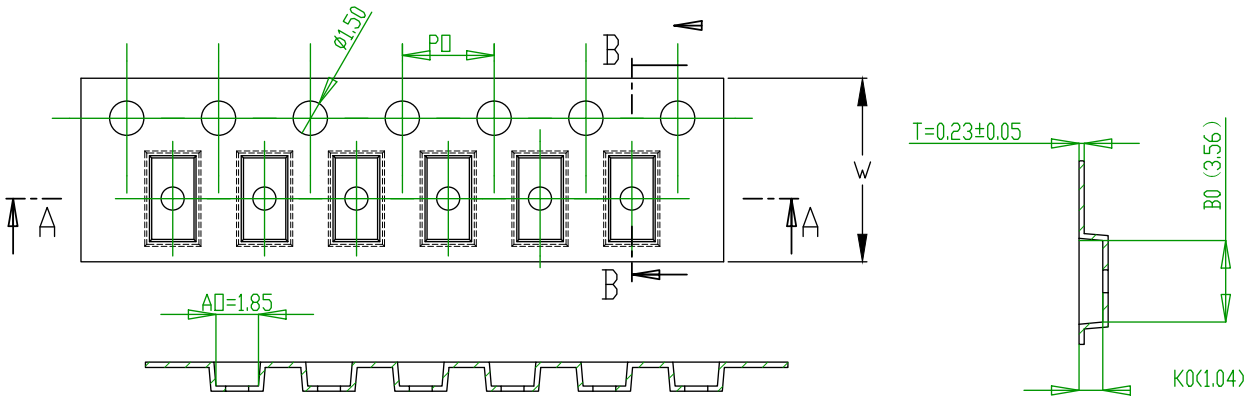 ø1.50
P0
B
W
T=0.23±0.05
B0 (3.56)
A
A
B
A0=1.85
K0(1.04)